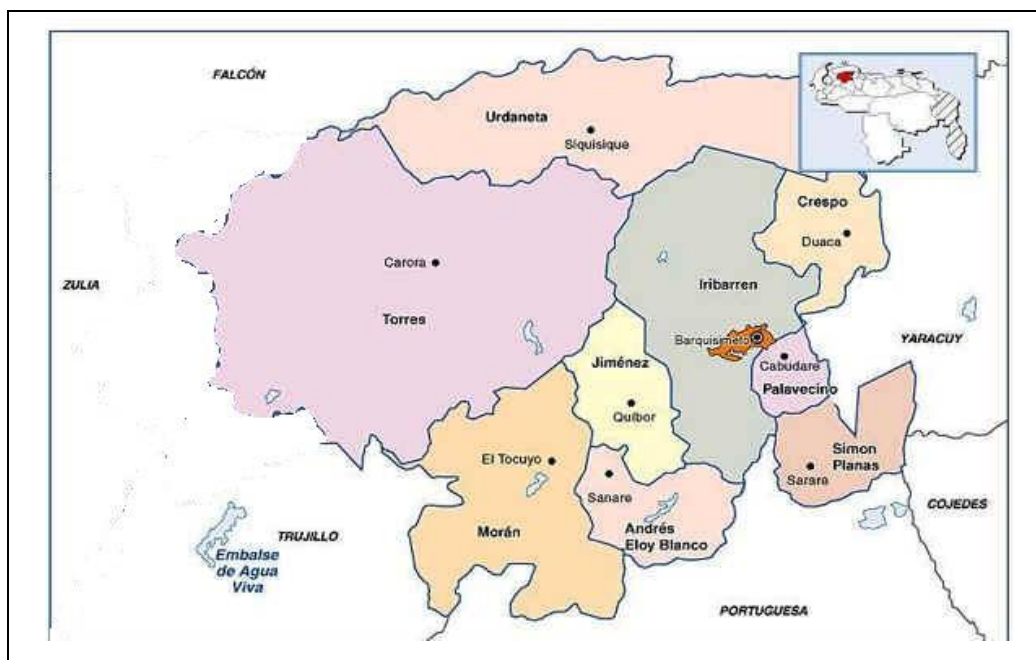 FALCÓN
Urdaneta
Siquisique
Crespo
Duaca
Carora
ZULIA
Iribarren
Torres
Barquisimeto
YARACUY
Jiménez
Cabudare
Palavecino
Quíbor
El Tocuyo
Simon
Planas
Sarare
Sanare
COJEDES
Morán
Andrés
Eloy Blanco
TRUJILLO
Embalse
de Agua
Viva
PORTUGUESA